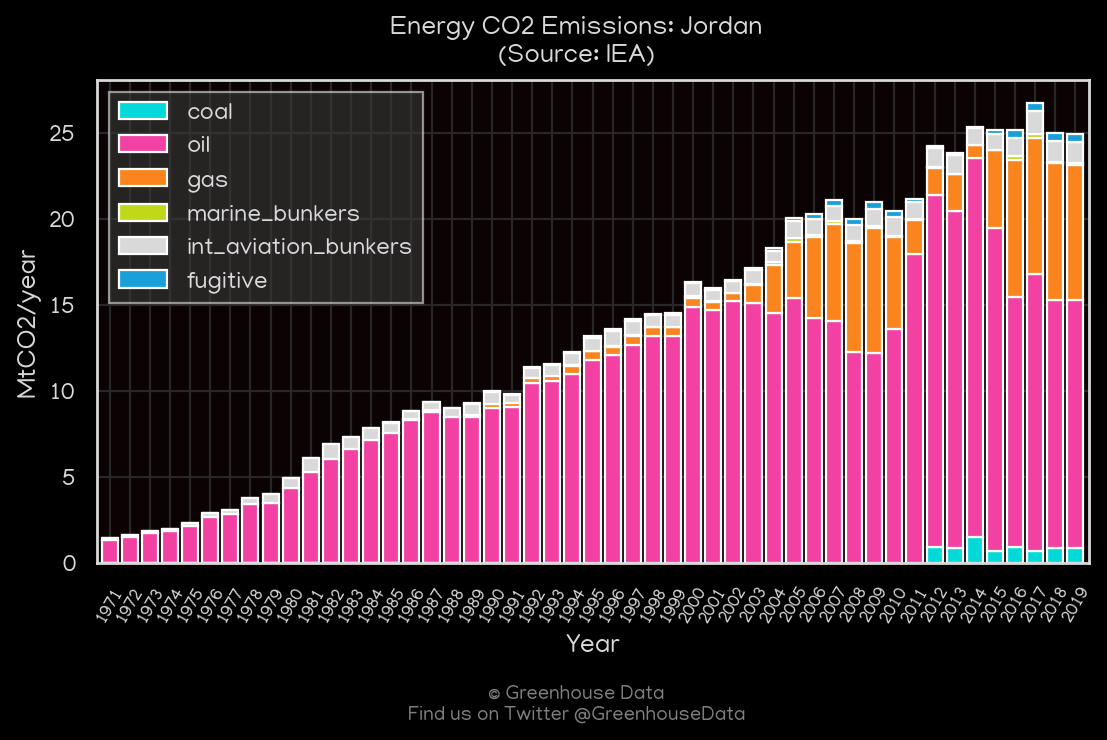 Energy CO2 Emissions: Jordan
(Source: IEA)
coal
oil
gas
marine_bunkers
int_aviation_bunkers
fugitive
MtCO2/year
25
20
15
10
5
0
1971 1972 1973 1974 1975 1976 1977 1978 1979 1980 1981 1982 1983 1984 1985 1986 1987 1988 1989 1990 1991 1992 1993 1994 1995 1996 1997 1998 1999 2000 2001 2002 2003 2004 2005 2006 2007 2008 2009 2010 2011 2012 2013 2014 2015 2016 2017 2018 2019
Year
© Greenhouse Data
Find us on Twitter @GreenhouseData